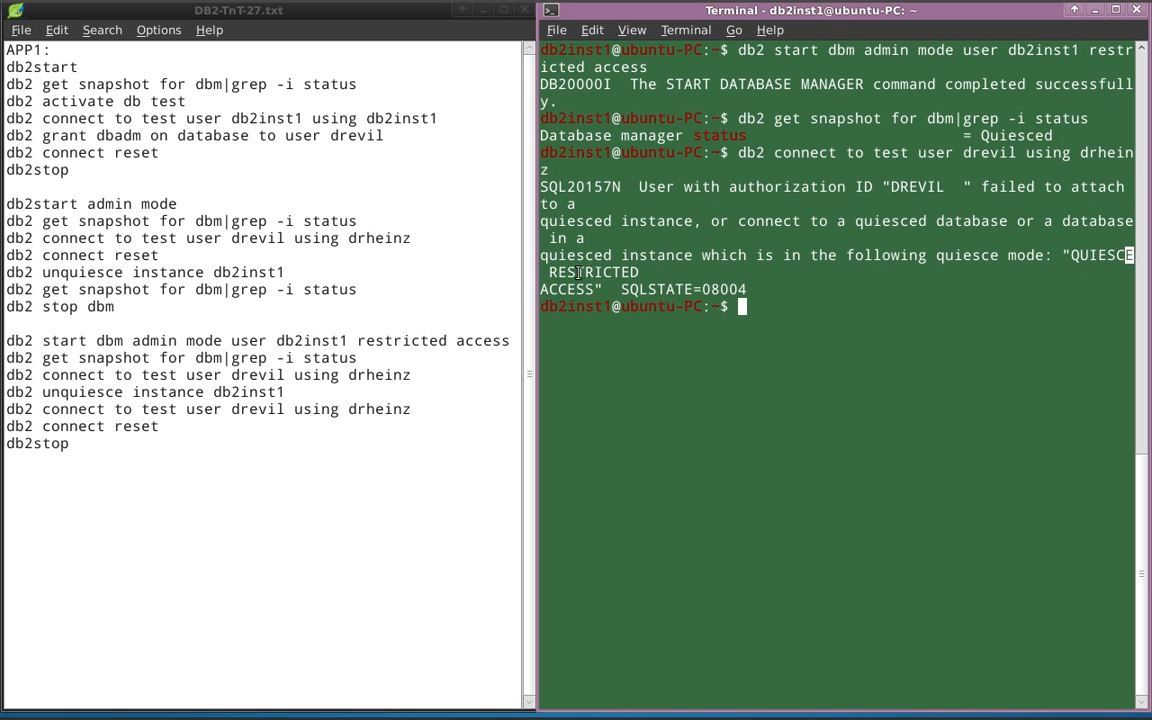 DB2-TnT-27.txt
File Edit Search Options Help
APP1:
db2start
db2 get snapshot for dbm|grep -i status
db2 activate db test
db2 connect to test user db2inst1 using db2inst1
db2 grant dbadm on database to user drevil
db2 connect reset
db2stop
db2start admin mode
db2 get snapshot for dbm|grep -i status
db2 connect to test user drevil using drheinz
db2 connect reset
db2 unquiesce instance db2inst1
db2 get snapshot for dbm|grep -i status
db2 stop dbm
db2 start dbm admin mode user db2inst1 restricted access
db2 get snapshot for dbm|grep -i status
db2 connect to test user drevil using drheinz
db2 unquiesce instance db2inst1
db2 connect to test user drevil using drheinz
db2 connect reset
db2stop
Terminal - db2inst1@ubuntu-PC: ~
File Edit View Terminal Go Help
db2inst1@ubuntu-PC:~$ db2 start dbm admin mode user db2inst1 restr
icted access
DB20000I  The START DATABASE MANAGER command completed successfull
y.
db2inst1@ubuntu-PC:~$ db2 get snapshot for dbm|grep -i status
Database manager status                        = Quiesced
db2inst1@ubuntu-PC:~$ db2 connect to test user drevil using drhein
z
SQL20157N  User with authorization ID "DREVIL  " failed to attach
to a
quiesced instance, or connect to a quiesced database or a database
 in a
quiesced instance which is in the following quiesce mode: "QUIESCE
 RESTRICTED
ACCESS"  SQLSTATE=08004
db2inst1@ubuntu-PC:~$